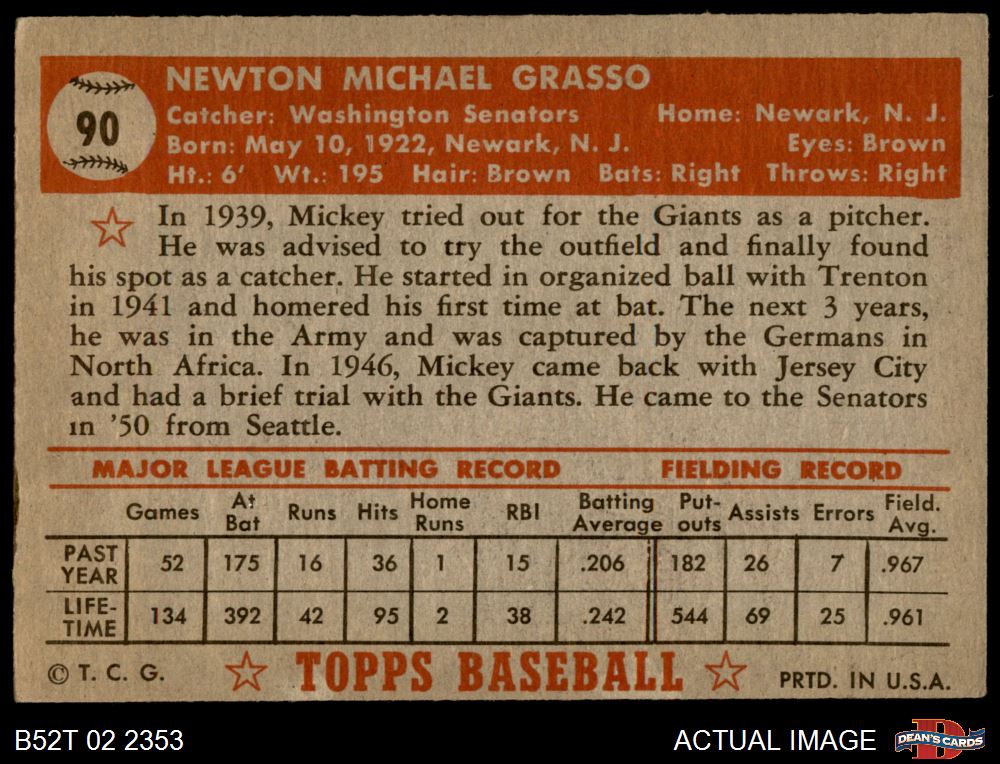 90
NEWTON MICHAEL GRASSO
Catcher: Washington Senators Home: Newark, N. J.
Born: May 10, 1922, Newark, N. J. Eyes: Brown
Ht.: 6' Wt.: 195 Hair: Brown Bats: Right Throws: Right
In 1939, Mickey tried out for the Giants as a pitcher.
He was advised to try the outfield and finally found
his spot as a catcher. He started in organized ball with Trenton
in 1941 and homered his first time at bat. The next 3 years,
he was in the Army and was captured by the Germans in
North Africa. In 1946, Mickey came back with Jersey City
and had a brief trial with the Giants. He came to the Senators
in '50 from Seattle.
MAJOR LEAGUE BATTING RECORD FIELDING RECORD
Games At Bat Runs Hits Home Runs RBI Batting Average Put-outs Assists Errors Field. Avg.
PAST YEAR 52 175 16 36 1 15 .206 182 26 7 .967
LIFE-TIME 134 392 42 95 2 38 .242 544 69 25 .961
© T. C. G. TOPPS BASEBALL PRTD. IN U.S.A.
B52T 02 2353 ACTUAL IMAGE DEAN'S CARDS